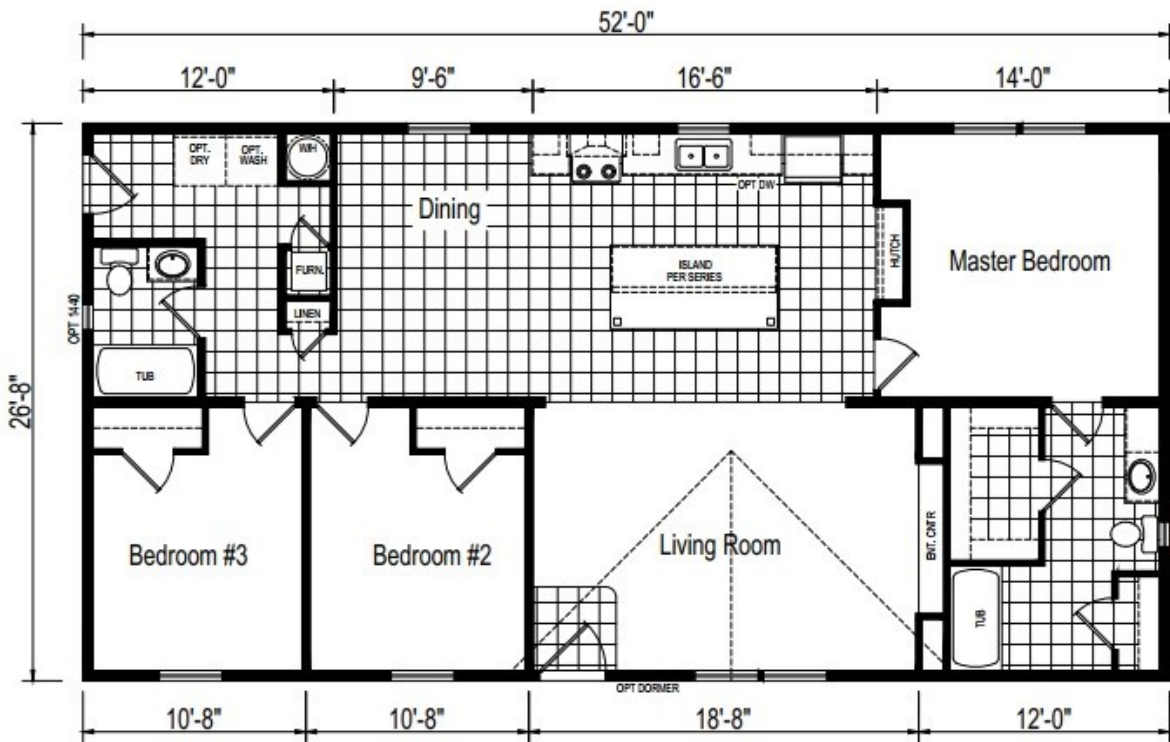 52'-0"
12'-0"
9'-6"
16'-6"
14'-0"
OPT.
DRY
OPT.
WASH
W/H
OPT DW
Dining
HUTCH
Master Bedroom
ISLAND
PER SERIES
FURN.
LINEN
OPT 1440
TUB
26'-8"
Bedroom #3
Bedroom #2
Living Room
ENT. CNTR
TUB
OPT DORMER
10'-8"
10'-8"
18'-8"
12'-0"